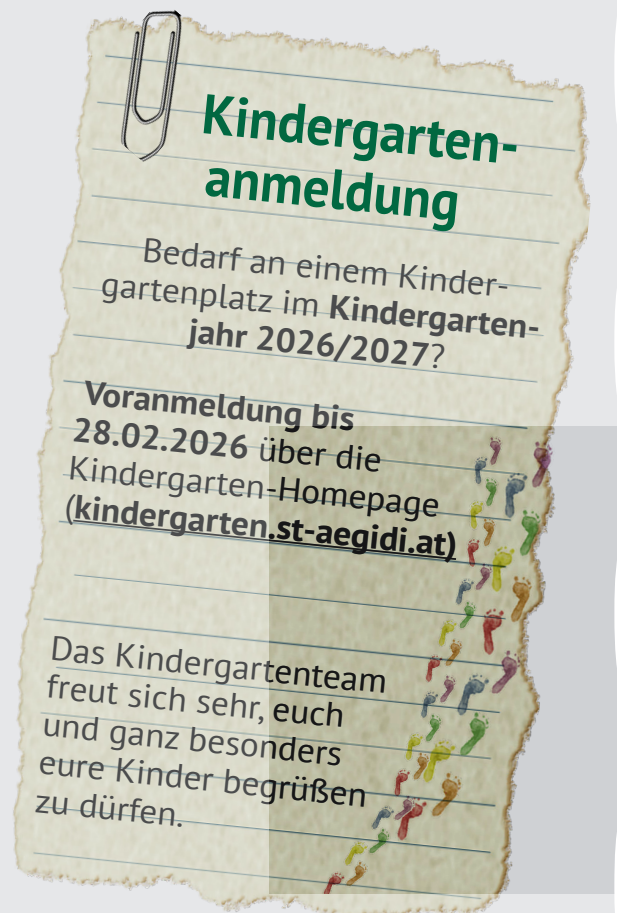 Kindergarten-
anmeldung
Bedarf an einem Kinder-
gartenplatz im Kindergarten-
jahr 2026/2027?
Voranmeldung bis
28.02.2026 über die
Kindergarten-Homepage
(kindergarten.st-aegidi.at)
Das Kindergartenteam
freut sich sehr, euch
und ganz besonders
eure Kinder begrüßen
zu dürfen.